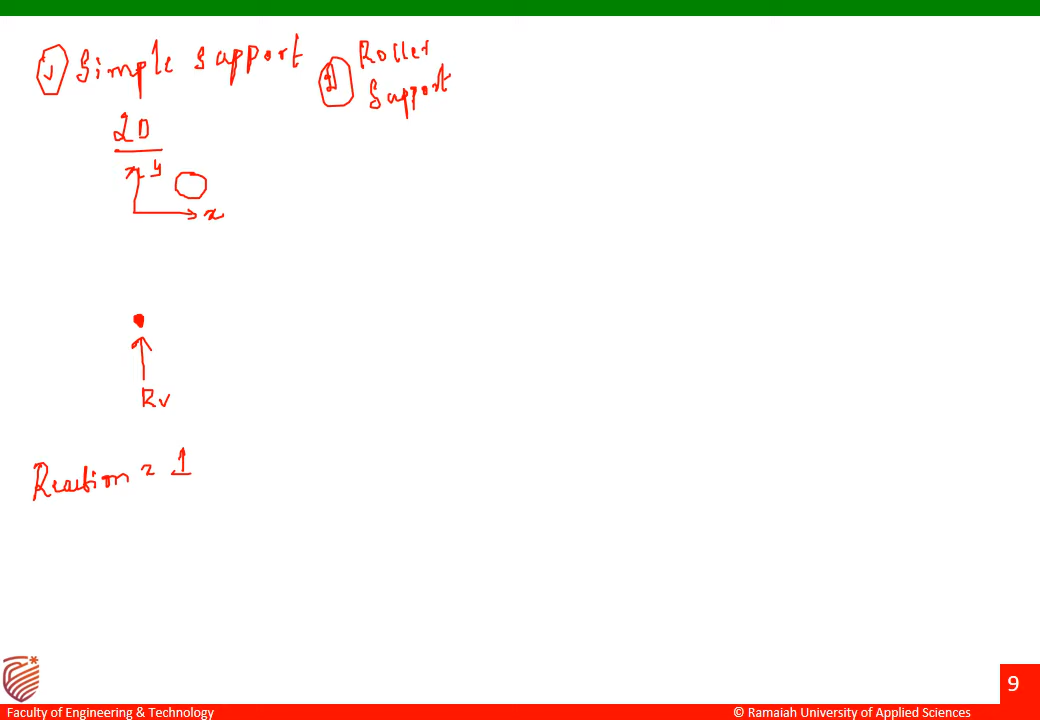 1 Simple support
2 Roller
Support
2D
y
x
Rv
Reaction = 1
9
Faculty of Engineering & Technology
© Ramaiah University of Applied Sciences